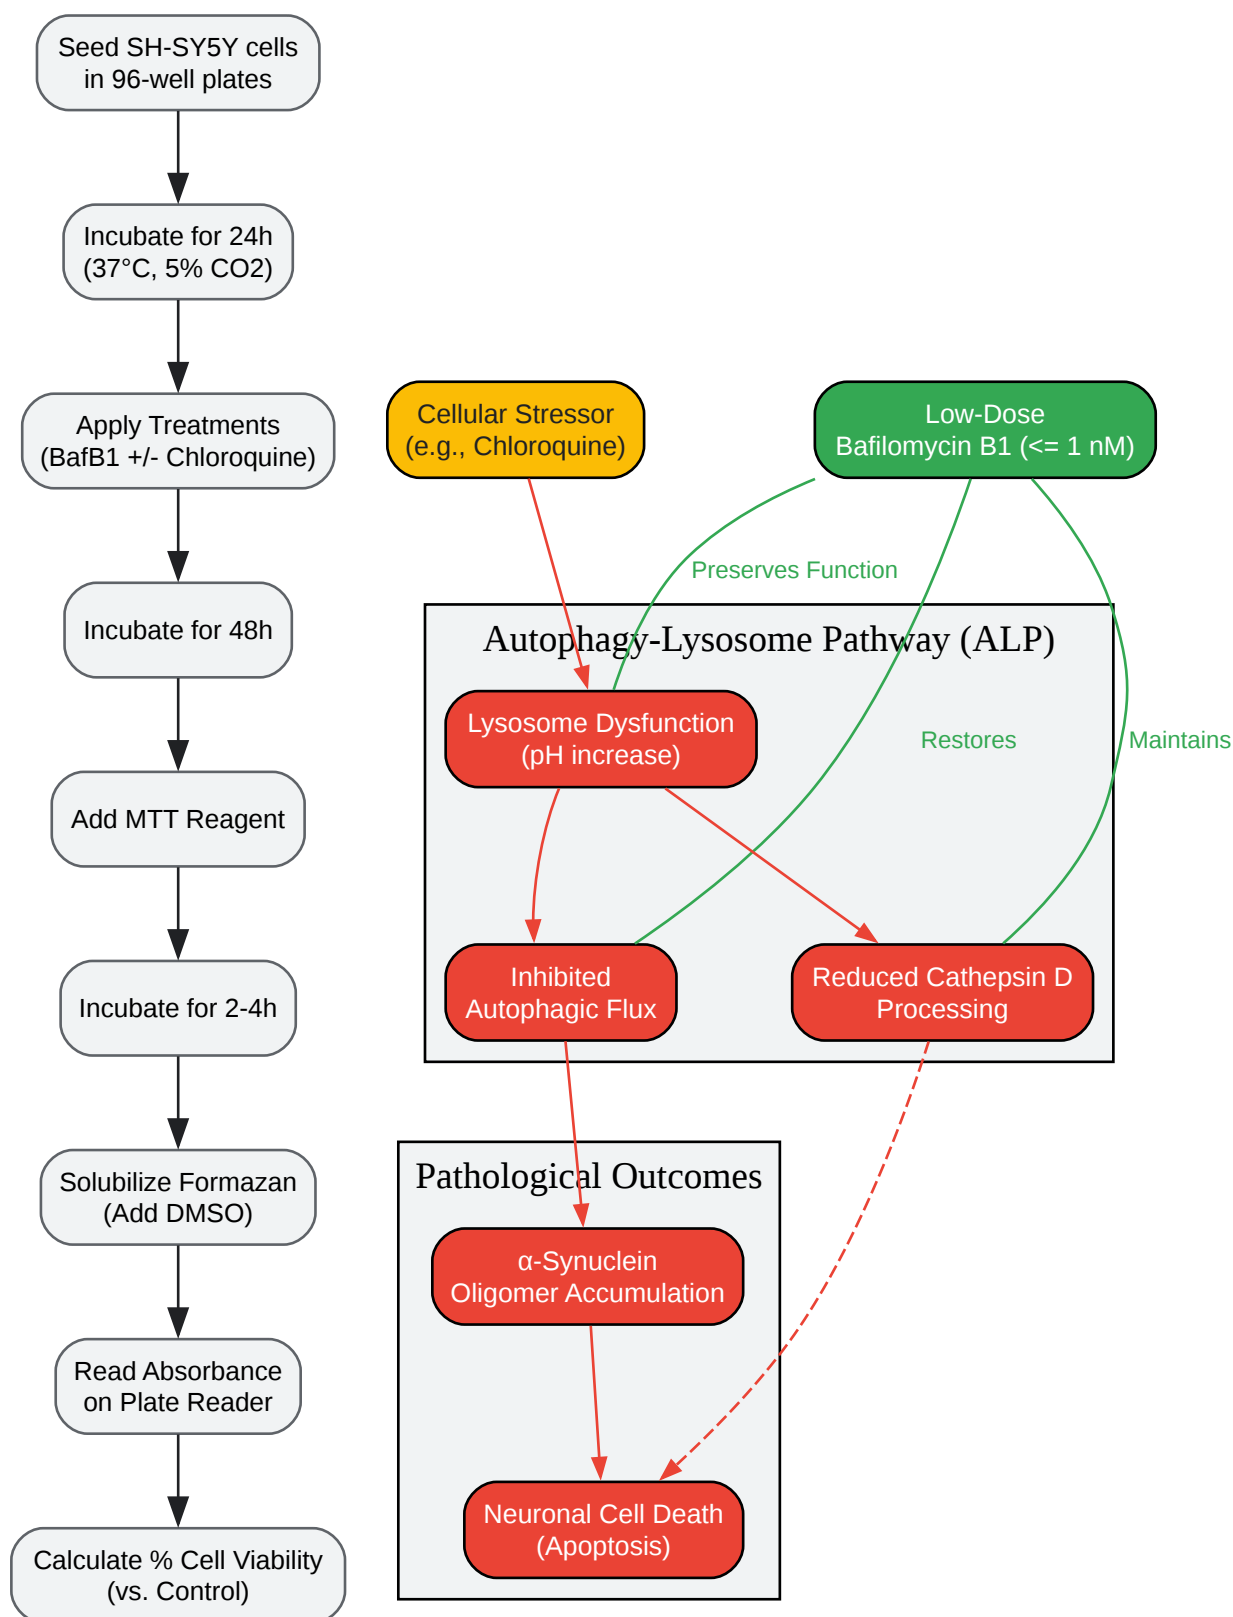 Seed SH-SY5Y cells
in 96-well plates
Incubate for 24h
(37°C, 5% CO2)
Apply Treatments
(BafB1 +/- Chloroquine)
Incubate for 48h
Add MTT Reagent
Incubate for 2-4h
Solubilize Formazan
(Add DMSO)
Read Absorbance
on Plate Reader
Calculate % Cell Viability
(vs. Control)
Cellular Stressor
(e.g., Chloroquine)
Low-Dose
Bafilomycin B1 (<= 1 nM)
Preserves Function
Autophagy-Lysosome Pathway (ALP)
Lysosome Dysfunction
(pH increase)
Restores
Maintains
Inhibited
Autophagic Flux
Reduced Cathepsin D
Processing
Pathological Outcomes
α-Synuclein
Oligomer Accumulation
Neuronal Cell Death
(Apoptosis)